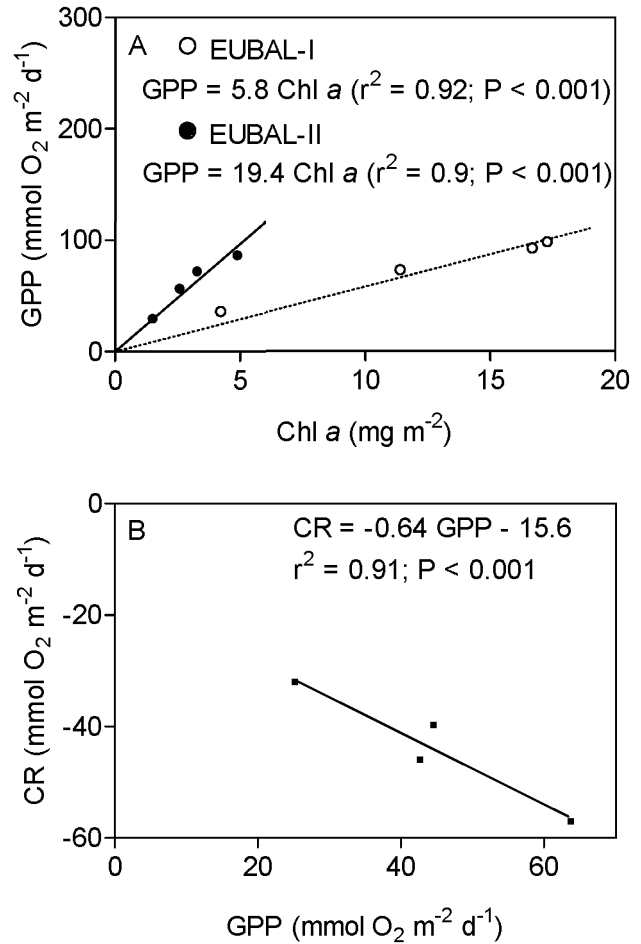 300
A
EUBAL-I
GPP = 5.8 Chl a (r² = 0.92; P < 0.001)
EUBAL-II
GPP = 19.4 Chl a (r² = 0.9; P < 0.001)
200
100
0
GPP (mmol O₂ m⁻² d⁻¹)
0 5 10 15 20
Chl a (mg m⁻²)
0
B
CR = -0.64 GPP - 15.6
r² = 0.91; P < 0.001
-20
-40
-60
CR (mmol O₂ m⁻² d⁻¹)
0 20 40 60
GPP (mmol O₂ m⁻² d⁻¹)